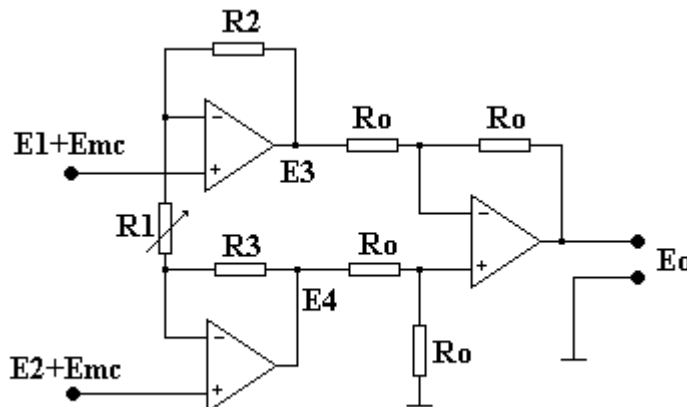 R2
−
E1+Emc
+
E3
Ro
Ro
R1
R3
E4
Ro
−
+
Eo
−
E2+Emc
+
Ro